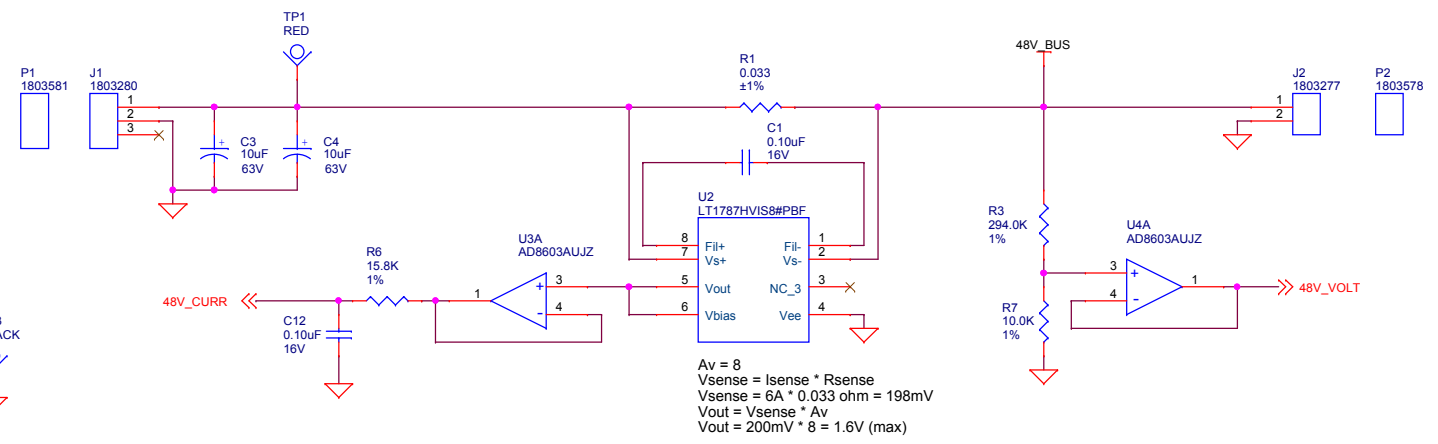 TP1
RED
P1
1803581
J1
1803280
1
2
3
C3
10uF
63V
C4
10uF
63V
R1
0.033
±1%
C1
0.10uF
16V
48V_BUS
J2
1803277
1
2
P2
1803578
U2
LT1787HVIS8#PBF
8
7
5
6
Fil+
Vs+
Vout
Vbias
Fil-
Vs-
NC_3
Vee
1
2
3
4
Av = 8
Vsense = Isense * Rsense
Vsense = 6A * 0.033 ohm = 198mV
Vout = Vsense * Av
Vout = 200mV * 8 = 1.6V (max)
U3A
AD8603AUJZ
1
3
4
+
-
R6
15.8K
1%
48V_CURR
C12
0.10uF
16V
R3
294.0K
1%
R7
10.0K
1%
U4A
AD8603AUJZ
3
4
+
-
1
48V_VOLT